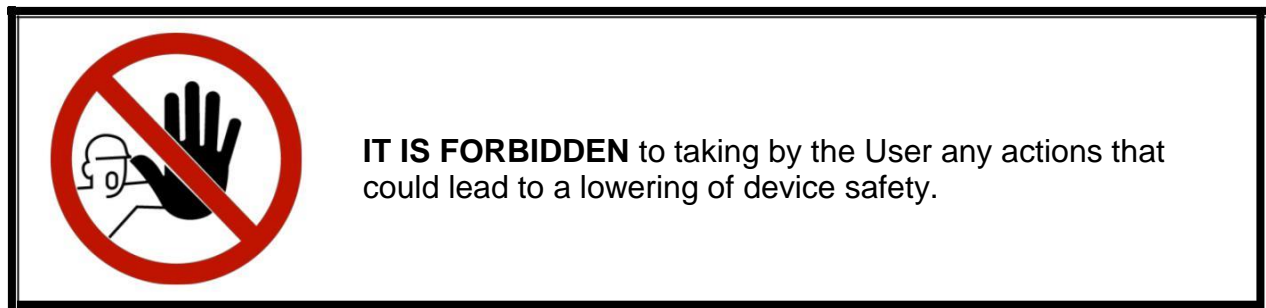 IT IS FORBIDDEN to taking by the User any actions that
could lead to a lowering of device safety.